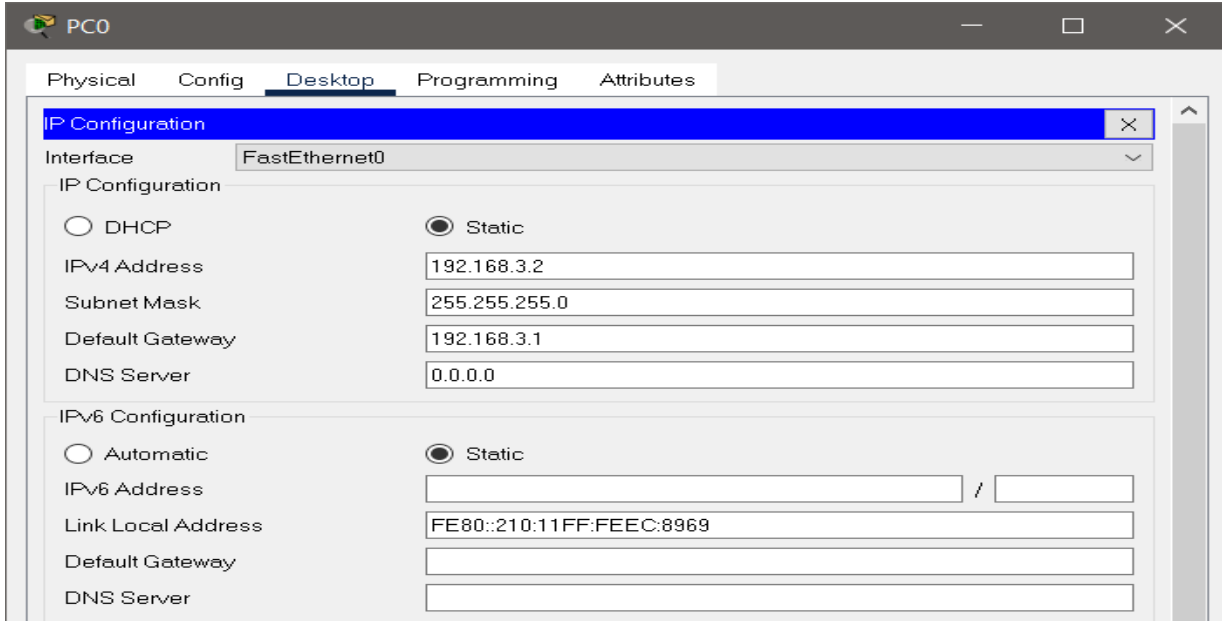 PC0
Physical Config Desktop Programming Attributes
IP Configuration X
Interface FastEthernet0
IP Configuration
DHCP Static
IPv4 Address 192.168.3.2
Subnet Mask 255.255.255.0
Default Gateway 192.168.3.1
DNS Server 0.0.0.0
IPv6 Configuration
Automatic Static
IPv6 Address /
Link Local Address FE80::210:11FF:FEEC:8969
Default Gateway
DNS Server